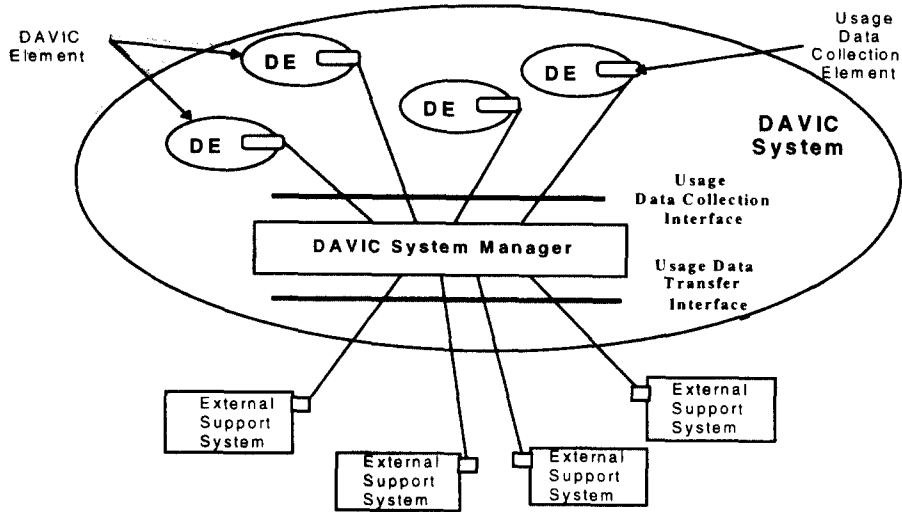 DAVIC
Element
Usage
Data
Collection
Element
DE
DE
DE
DE
DAVIC
System
Usage
Data Collection
Interface
DAVIC System Manager
Usage Data
Transfer
Interface
External
Support
System
External
Support
System
External
Support
System
External
Support
System